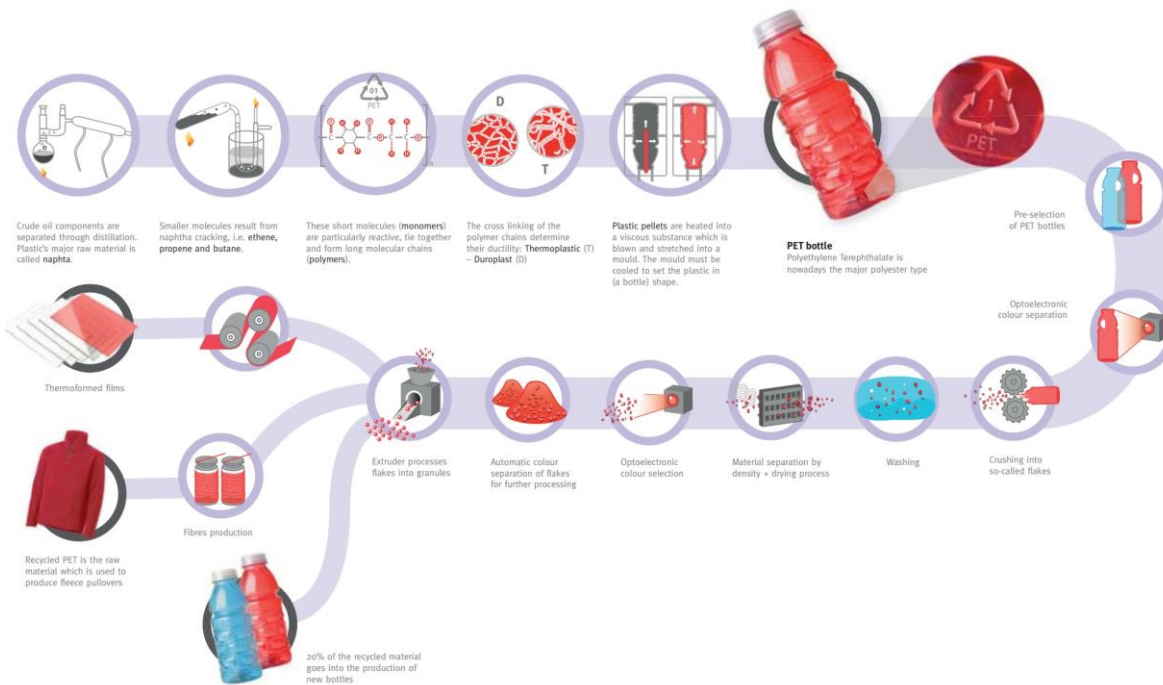 01
PET
D
T
1
PET
Crude oil components are
separated through distillation.
Plastic's major raw material is
called naphta.
Smaller molecules result from
naphtha cracking, i.e. ethene,
propene and butane.
These short molecules (monomers)
are particularly reactive, tie together
and form long molecular chains
(polymers).
The cross linking of the
polymer chains determine
their ductility: Thermoplastic (T)
– Duroplast (D)
Plastic pellets are heated into
a viscous substance which is
blown and stretched into a
mould. The mould must be
cooled to set the plastic in
(a bottle) shape.
PET bottle
Polyethylene Terephthalate is
nowadays the major polyester type
Pre-selection
of PET bottles
Optoelectronic
colour separation
Thermoformed films
Extruder processes
flakes into granules
Automatic colour
separation of flakes
for further processing
Optoelectronic
colour selection
Material separation by
density + drying process
Washing
Crushing into
so-called flakes
Fibres production
Recycled PET is the raw
material which is used to
produce fleece pullovers
20% of the recycled material
goes into the production of
new bottles